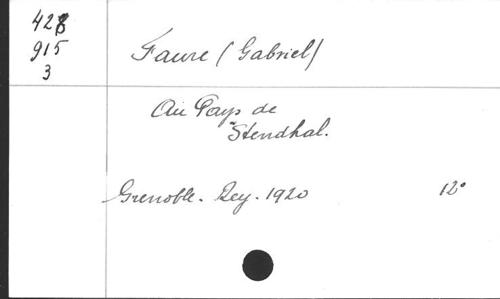 428
915
3
Faure (Gabriel)
Au Pays de
Stendhal.
Grenoble. Rey. 1920 12°